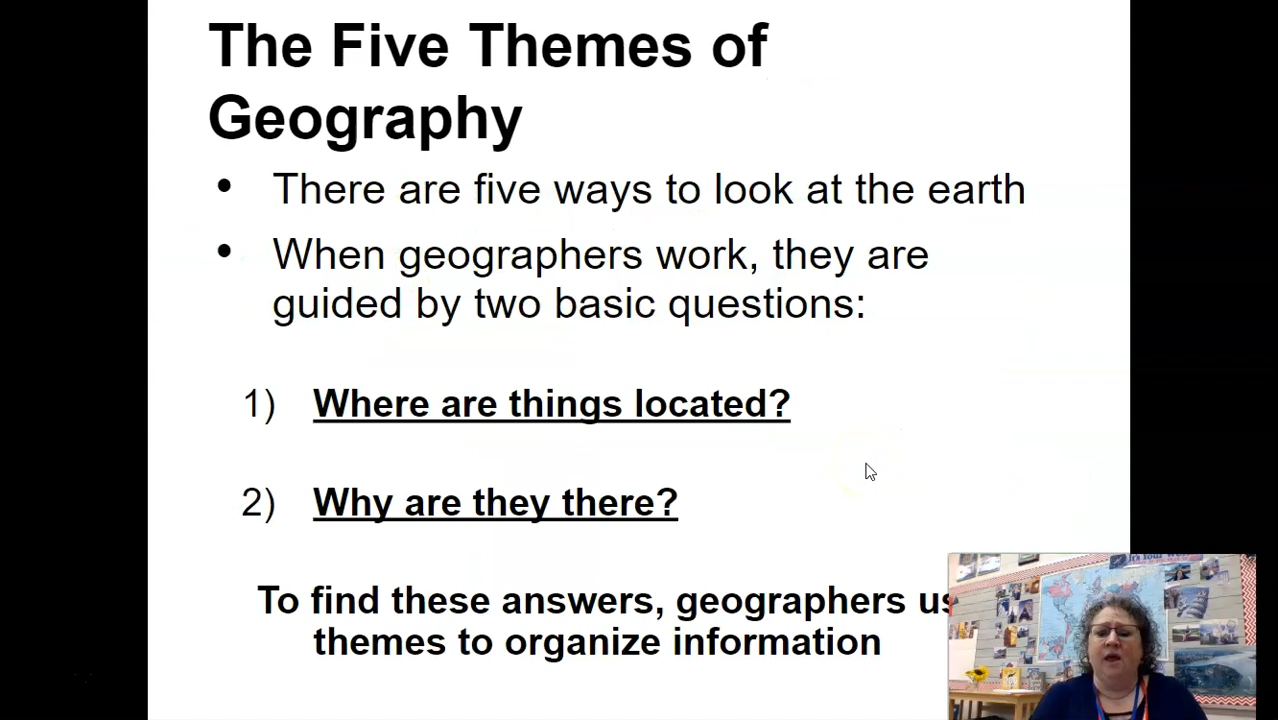 The Five Themes of
Geography
• There are five ways to look at the earth
• When geographers work, they are
guided by two basic questions:
1) Where are things located?
2) Why are they there?
To find these answers, geographers
themes to organize information